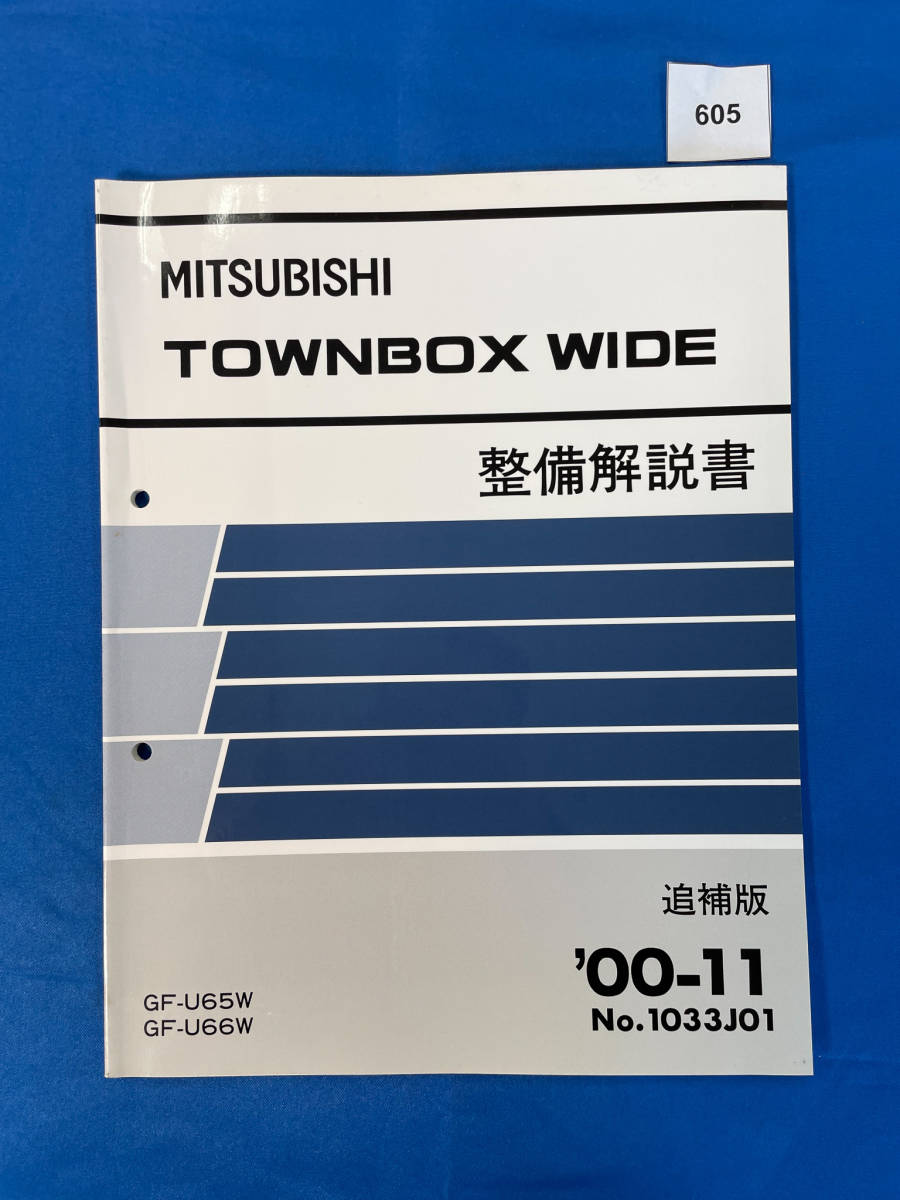 605
MITSUBISHI
TOWNBOX WIDE
整備解説書
追補版
'00-11
No.1033J01
GF-U65W
GF-U66W